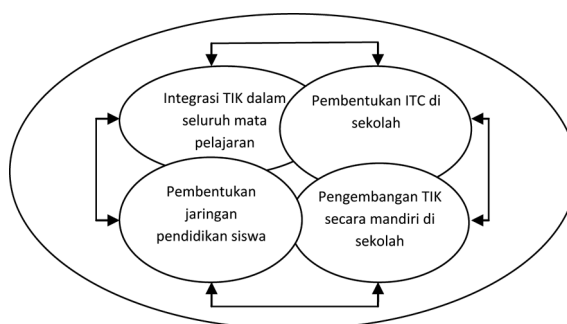 Integrasi TIK dalam
seluruh mata
pelajaran
Pembentukan ITC di
sekolah
Pembentukan
jaringan
pendidikan siswa
Pengembangan TIK
secara mandiri di
sekolah